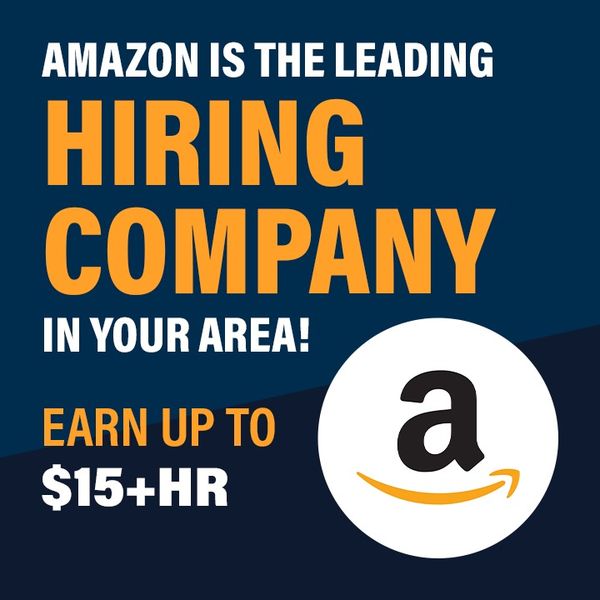 AMAZON IS THE LEADING
HIRING
COMPANY
IN YOUR AREA!
EARN UP TO
$15+HR
a